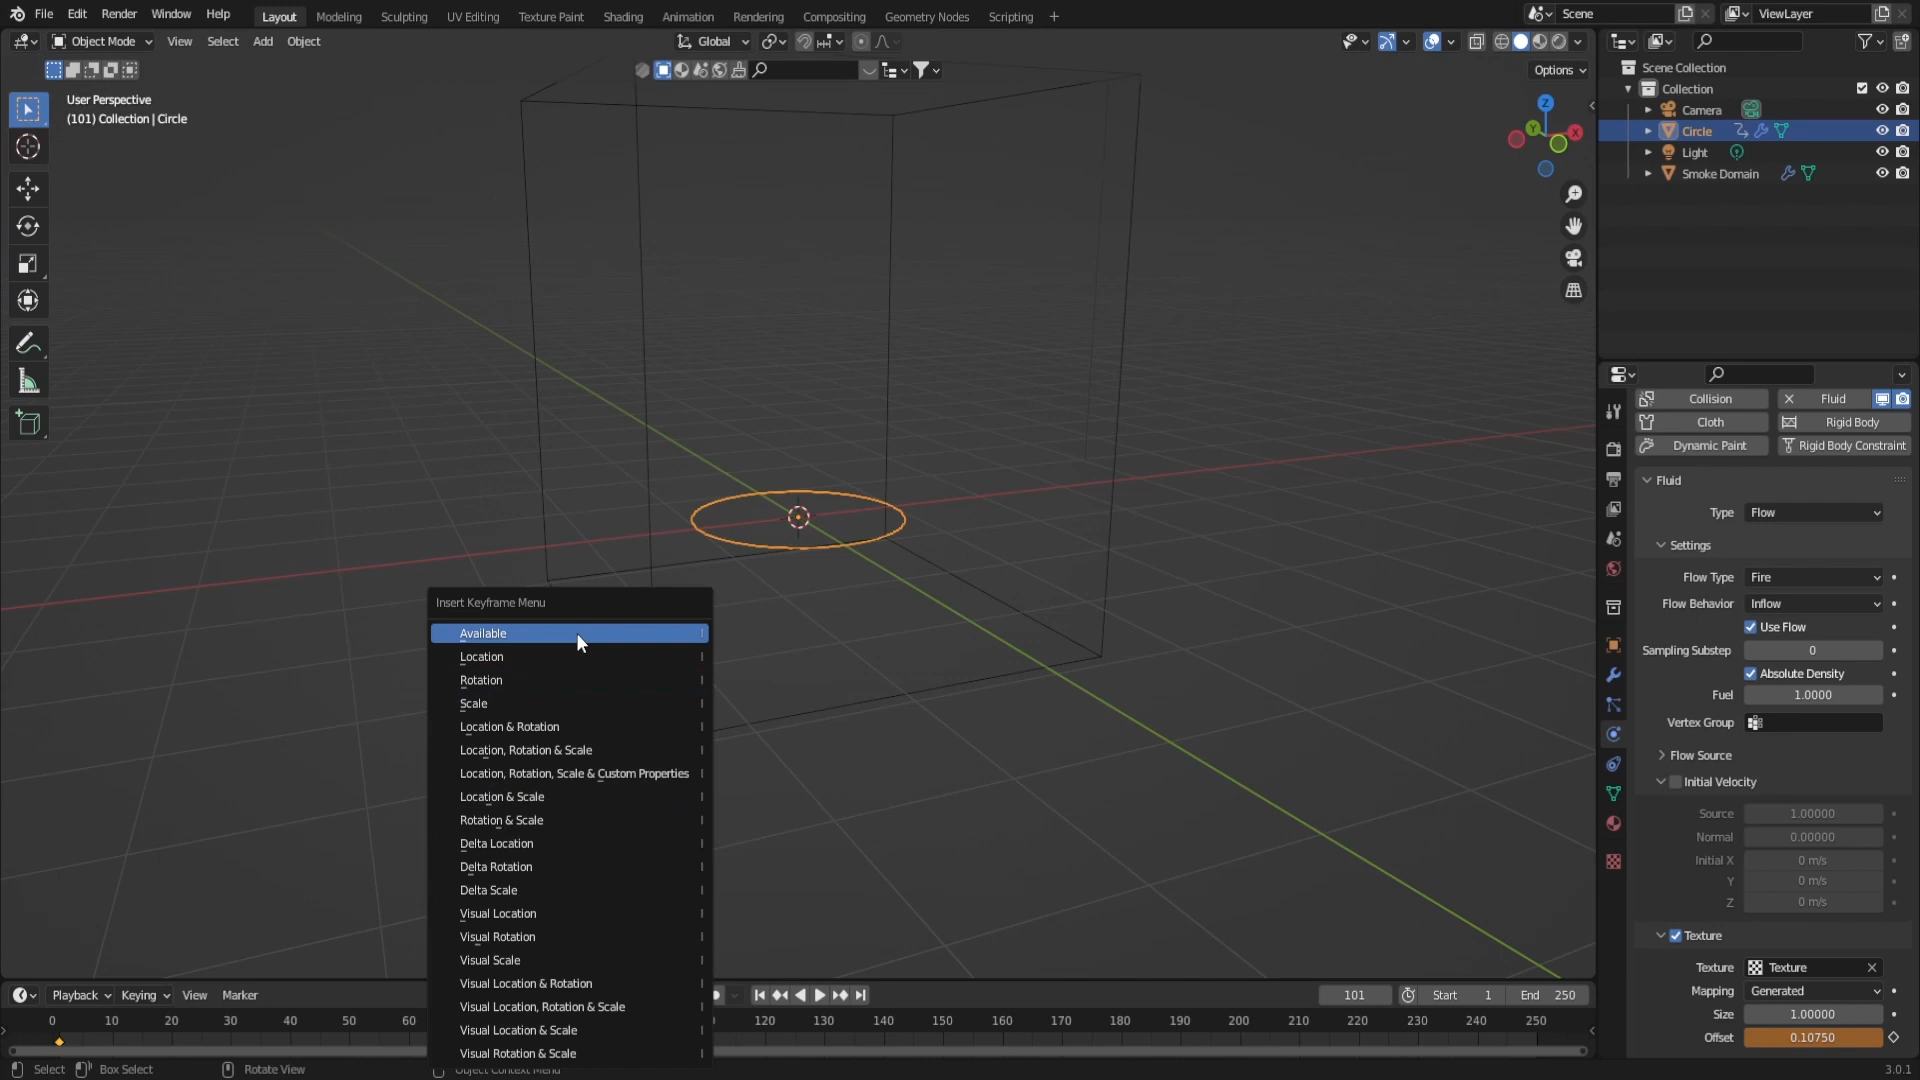 File Edit Render Window Help Layout Modeling Sculpting UV Editing Texture Paint Shading Animation Rendering Compositing Geometry Nodes Scripting + Scene ViewLayer
Object Mode View Select Add Object Global
Options
User Perspective
(101) Collection | Circle
Z
Y
X
Scene Collection
Collection
Camera
Circle
Light
Smoke Domain
Collision Fluid
Cloth Rigid Body
Dynamic Paint Rigid Body Constraint
Fluid
Type Flow
Settings
Flow Type Fire
Flow Behavior Inflow
Use Flow
Sampling Substep 0
Absolute Density
Fuel 1.0000
Vertex Group
Flow Source
Initial Velocity
Source 1.00000
Normal 0.00000
Initial X 0 m/s
Y 0 m/s
Z 0 m/s
Texture
Texture Texture
Mapping Generated
Size 1.00000
Offset 0.10750
Insert Keyframe Menu
Available I
Location I
Rotation I
Scale I
Location & Rotation I
Location, Rotation & Scale I
Location, Rotation, Scale & Custom Properties I
Location & Scale I
Rotation & Scale I
Delta Location I
Delta Rotation I
Delta Scale I
Visual Location I
Visual Rotation I
Visual Scale I
Visual Location & Rotation I
Visual Location, Rotation & Scale I
Visual Location & Scale I
Visual Rotation & Scale I
Playback Keying View Marker 101 Start 1 End 250
0 10 20 30 40 50 60 120 130 140 150 160 170 180 190 200 210 220 230 240 250
Select Box Select Rotate View Object Context Menu 3.0.1